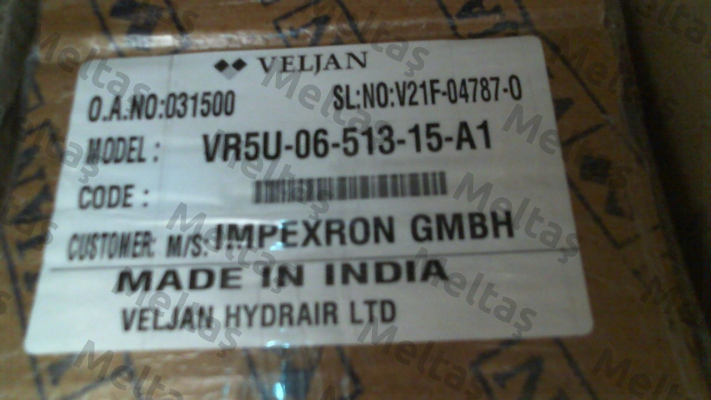 VELJAN
O.A.NO:031500 SL:NO:V21F-04787-0
MODEL: VR5U-06-513-15-A1
CODE :
CUSTOMER: M/S: IMPEXRON GMBH
MADE IN INDIA
VELJAN HYDRAIR LTD
Meltaş